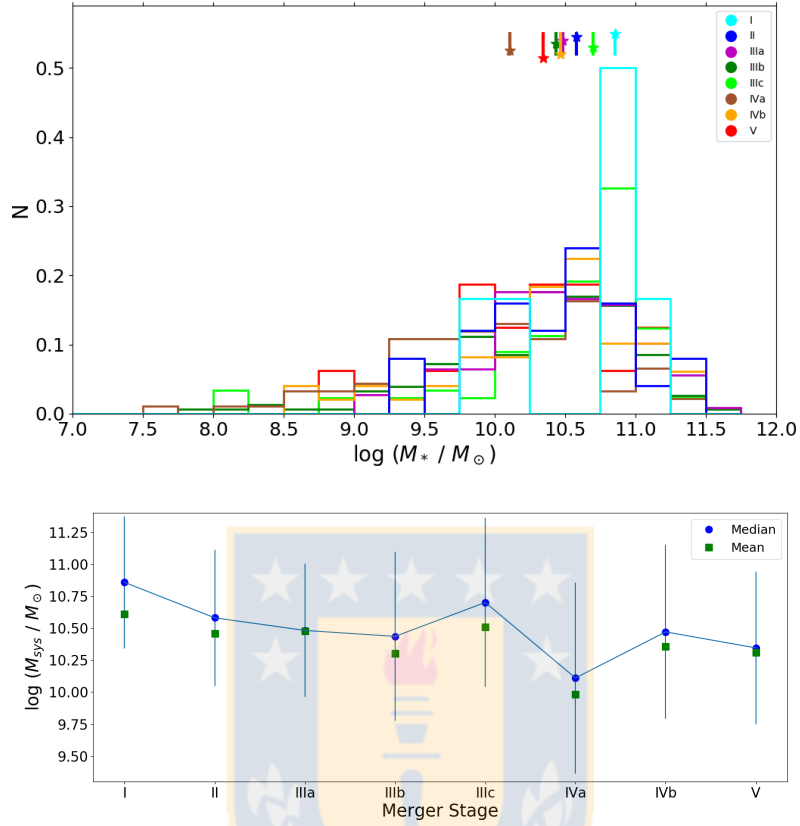 N
0.5
0.4
0.3
0.2
0.1
0.0
7.0 7.5 8.0 8.5 9.0 9.5 10.0 10.5 11.0 11.5 12.0
log (M* / M⊙)
I
II
IIIa
IIIb
IIIc
IVa
IVb
V
log (Msys / M⊙)
11.25
11.00
10.75
10.50
10.25
10.00
9.75
9.50
Median
Mean
I II IIIa IIIb IIIc IVa IVb V
Merger Stage